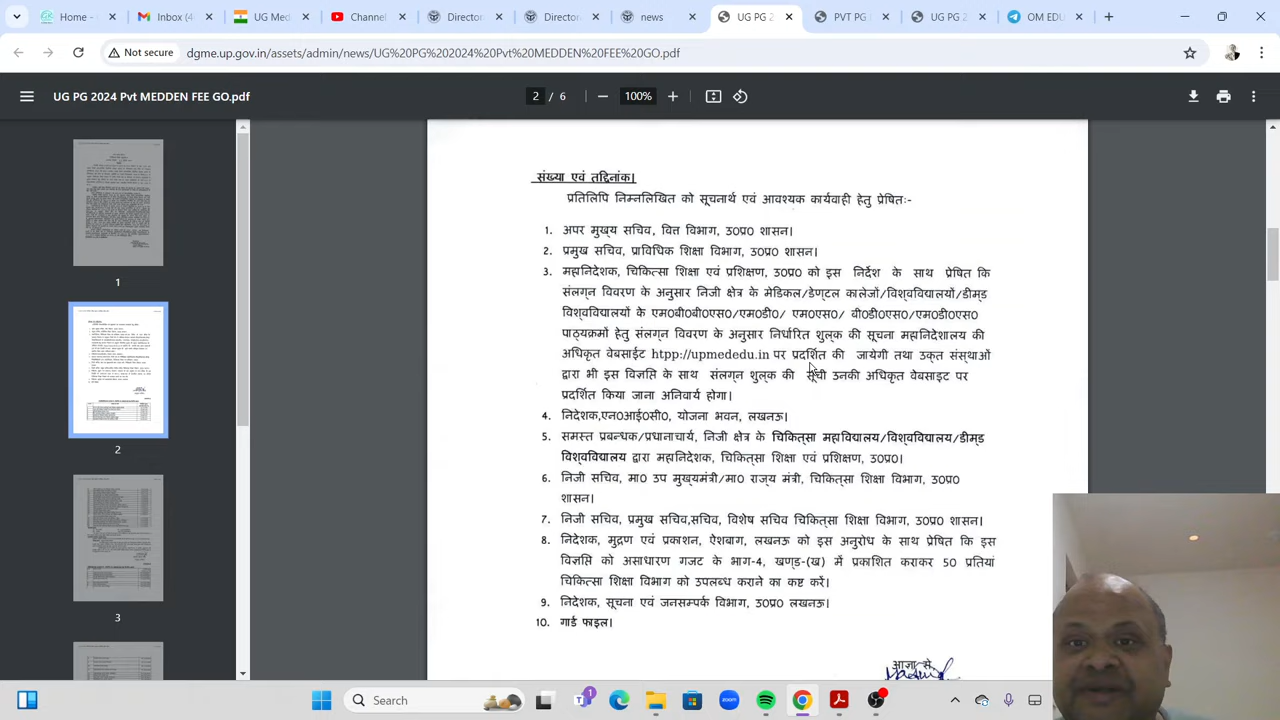 Home -
Inbox (4
UG Med
Channel
Director
Director
news
UG PG 2
PVT PG
UG PG 2
OM EDU
Not secure
dgme.up.gov.in/assets/admin/news/UG%20PG%202024%20Pvt%20MEDDEN%20FEE%20GO.pdf
UG PG 2024 Pvt MEDDEN FEE GO.pdf
2 / 6
100%
1
2
3
संख्या एवं तद्दिनांक।
प्रतिलिपि निम्नलिखित को सूचनार्थ एवं आवश्यक कार्यवाही हेतु प्रेषितः-
1. अपर मुख्य सचिव, वित्त विभाग, उ0प्र0 शासन।
2. प्रमुख सचिव, प्राविधिक शिक्षा विभाग, उ0प्र0 शासन।
3. महानिदेशक, चिकित्सा शिक्षा एवं प्रशिक्षण, उ0प्र0 को इस निर्देश के साथ प्रेषित कि
संलग्न विवरण के अनुसार निजी क्षेत्र के मेडिकल/डेण्टल कालेजों/विश्वविद्यालयों/डीम्ड
विश्वविद्यालयों के एम0बी0बी0एस0/एम0डी0/ एम0एस0/ बी0डी0एस0/एम0डी0एस0
पाठ्यक्रमों हेतु संलग्न विवरण के अनुसार निर्धारित शुल्क की सूचना महानिदेशालय की
अधिकृत वेबसाईट htpp://upmededu.in पर प्रदर्शित की जायेगी तथा उक्त संस्थाओं
द्वारा भी इस विज्ञप्ति के साथ संलग्न शुल्क की सूची उनकी अधिकृत वेबसाइट पर
प्रदर्शित किया जाना अनिवार्य होगा।
4. निदेशक,एन0आई0सी0, योजना भवन, लखनऊ।
5. समस्त प्रबन्धक/प्रधानाचार्य, निजी क्षेत्र के चिकित्सा महाविद्यालय/विश्वविद्यालय/डीम्ड
विश्वविद्यालय द्वारा महानिदेशक, चिकित्सा शिक्षा एवं प्रशिक्षण, उ0प्र0।
6. निजी सचिव, मा0 उप मुख्यमंत्री/मा0 राज्य मंत्री, चिकित्सा शिक्षा विभाग, उ0प्र0
शासन।
7. निजी सचिव, प्रमुख सचिव,सचिव, विशेष सचिव चिकित्सा शिक्षा विभाग, उ0प्र0 शासन।
8. निदेशक, मुद्रण एवं प्रकाशन, ऐशबाग, लखनऊ को इस अनुरोध के साथ प्रेषित कि इस
विज्ञप्ति को असाधारण गजट के भाग-4, खण्ड-(ख) में प्रकाशित कराकर 50 प्रतियां
चिकित्सा शिक्षा विभाग को उपलब्ध कराने का कष्ट करें।
9. निदेशक, सूचना एवं जनसम्पर्क विभाग, उ0प्र0 लखनऊ।
10. गार्ड फाइल।
आज्ञा से
Search
zoom
1